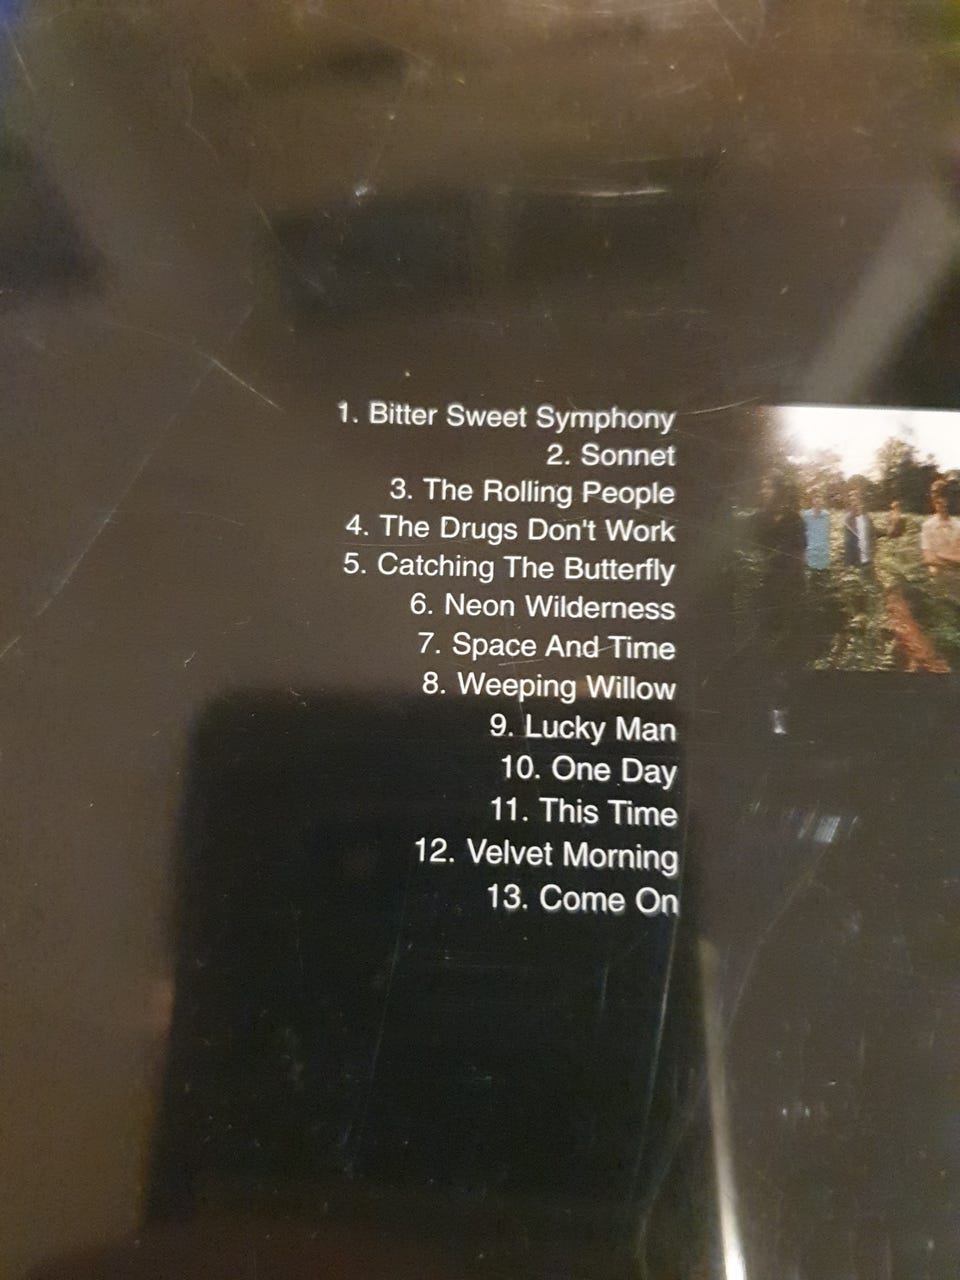 1. Bitter Sweet Symphony
2. Sonnet
3. The Rolling People
4. The Drugs Don't Work
5. Catching The Butterfly
6. Neon Wilderness
7. Space And Time
8. Weeping Willow
9. Lucky Man
10. One Day
11. This Time
12. Velvet Morning
13. Come On